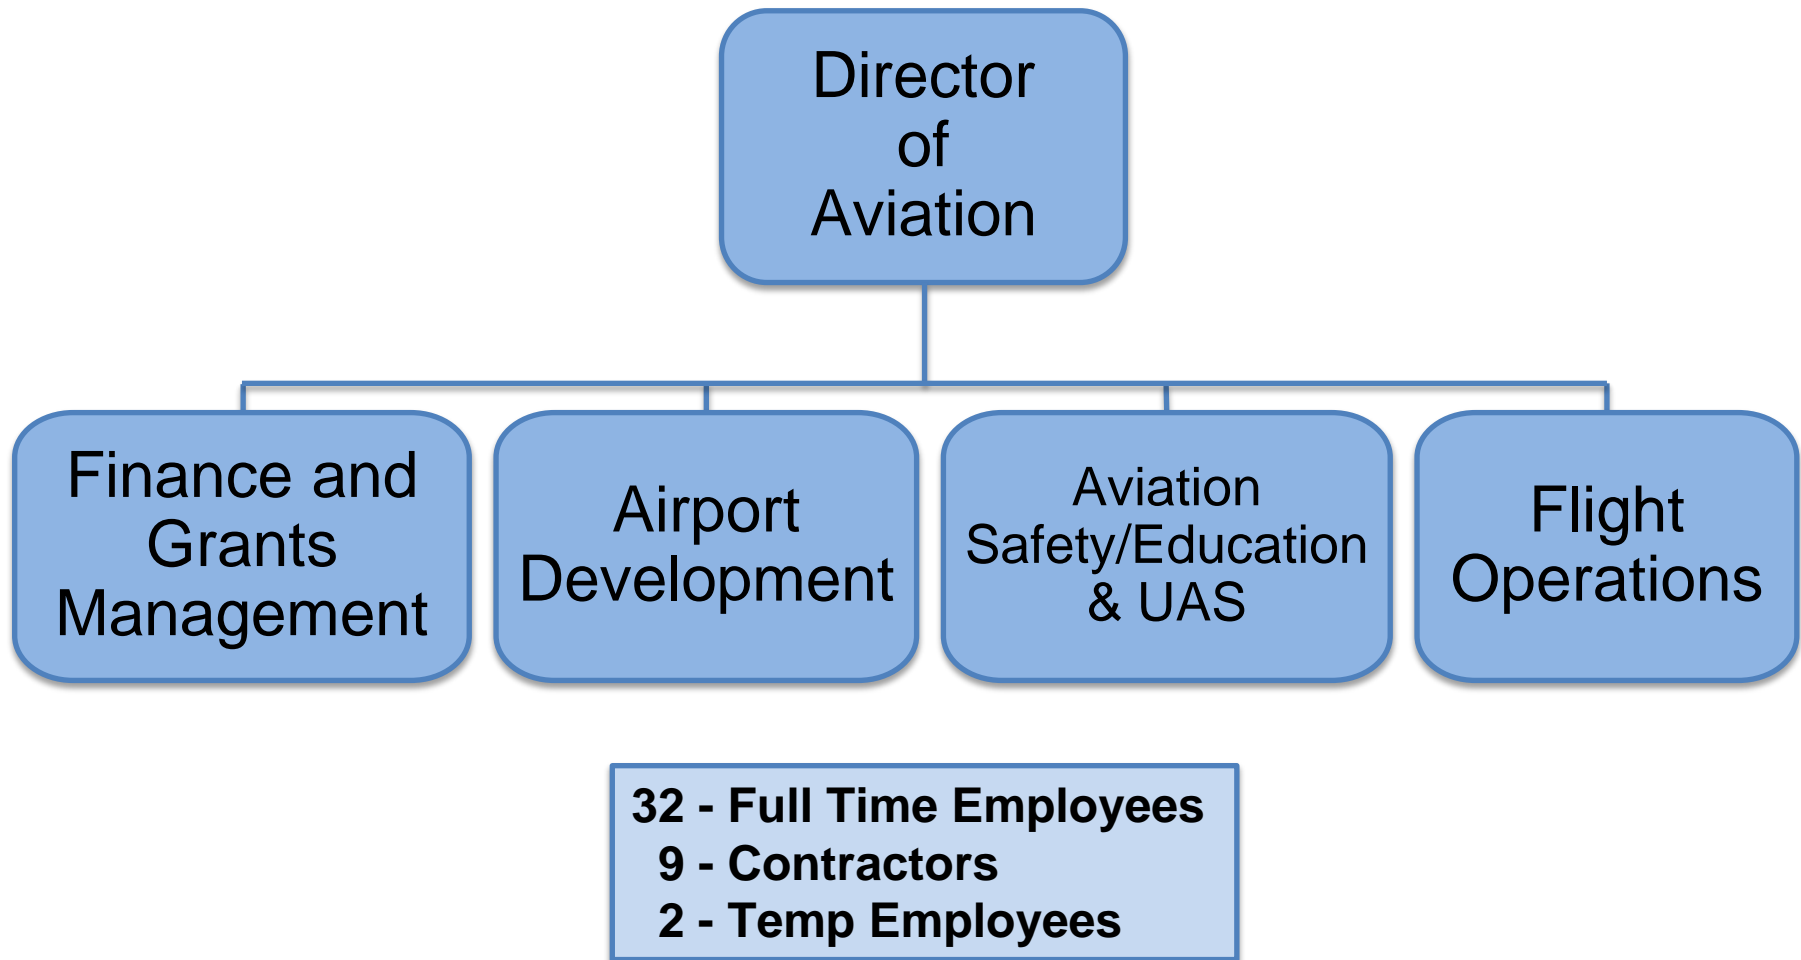 Director
of
Aviation
Finance and
Grants
Management
Airport
Development
Aviation
Safety/Education
& UAS
Flight
Operations
32 - Full Time Employees
9 - Contractors
2 - Temp Employees